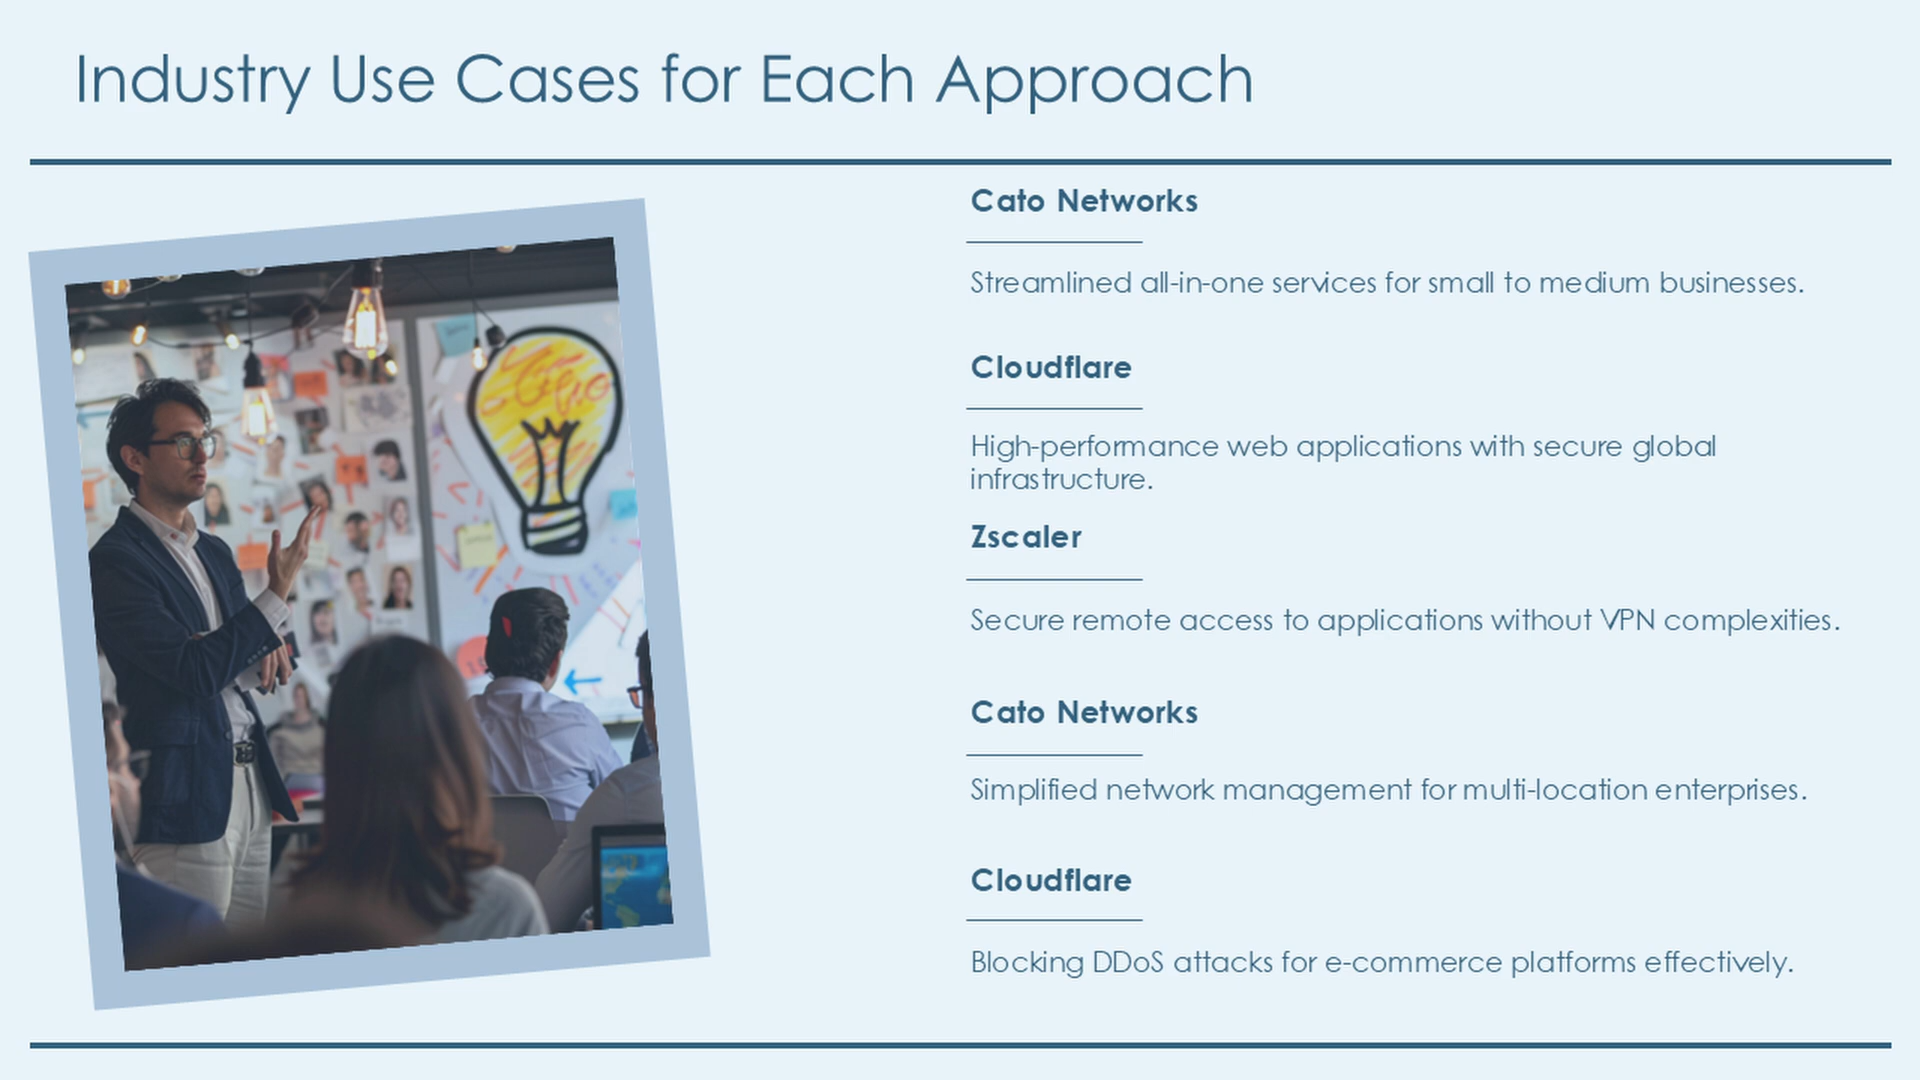 Industry Use Cases for Each Approach
Cato Networks
Streamlined all-in-one services for small to medium businesses.
Cloudflare
High-performance web applications with secure global
infrastructure.
Zscaler
Secure remote access to applications without VPN complexities.
Cato Networks
Simplified network management for multi-location enterprises.
Cloudflare
Blocking DDoS attacks for e-commerce platforms effectively.